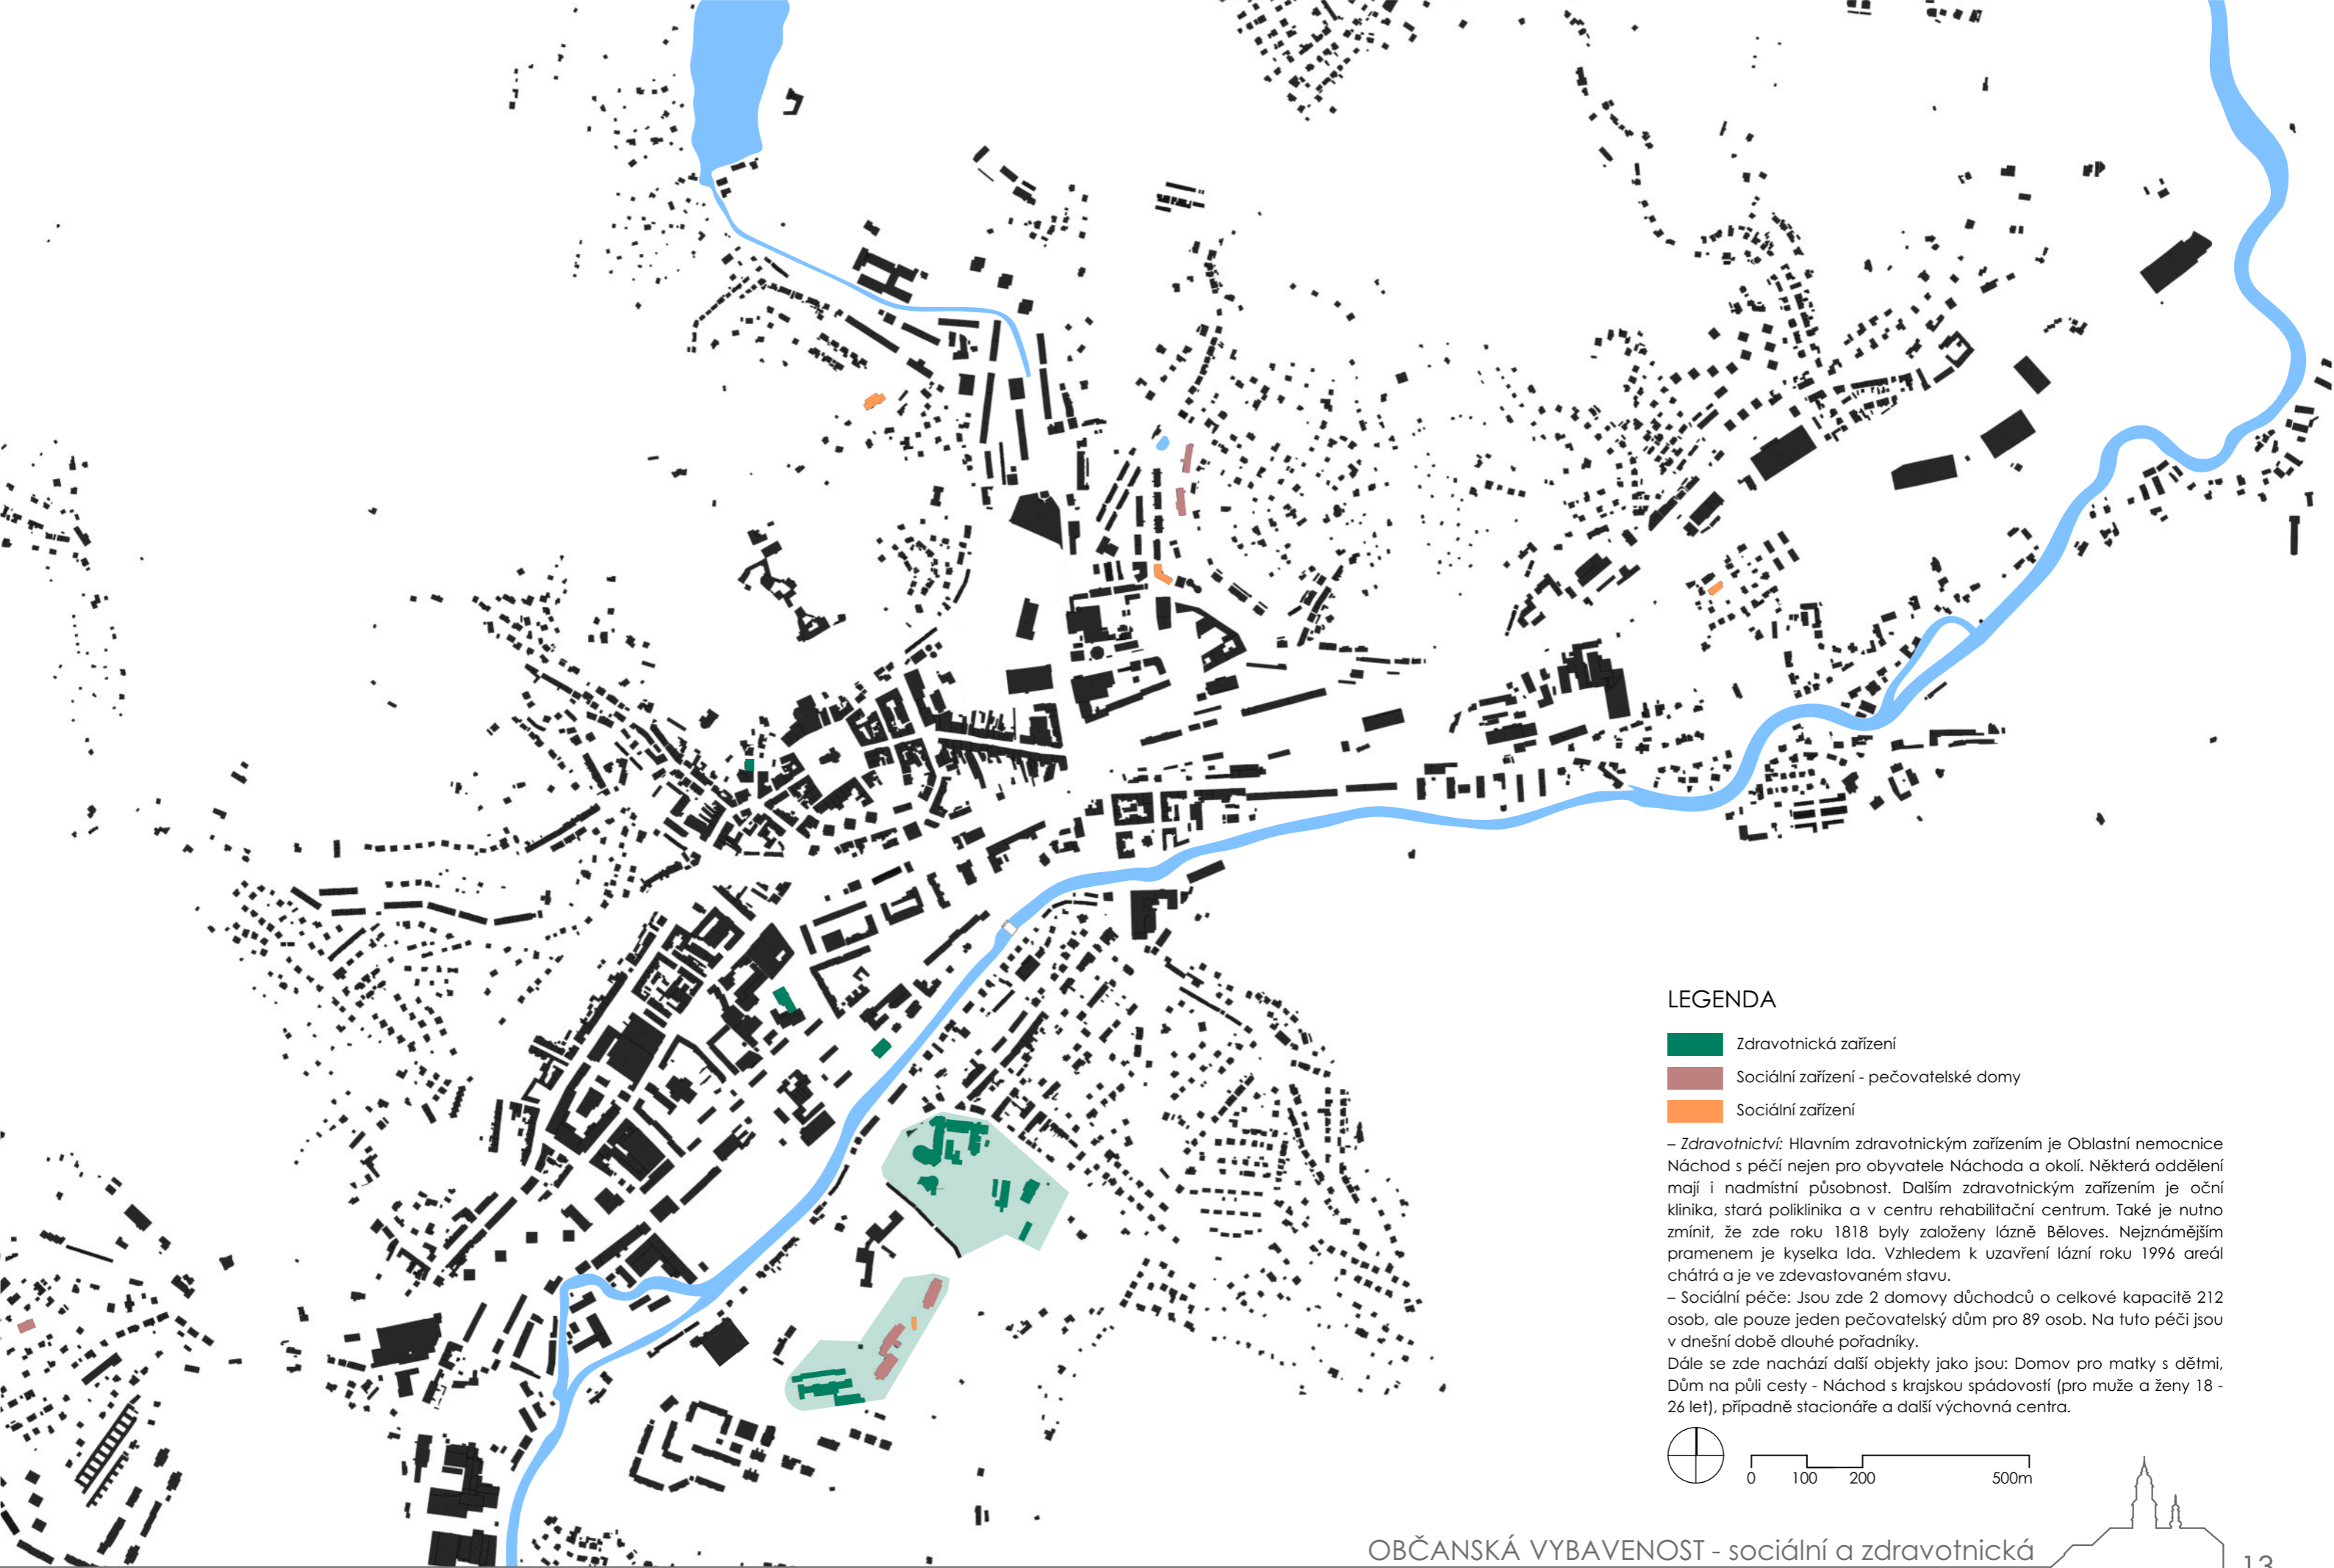 LEGENDA
Zdravotnická zařízení
Sociální zařízení - pečovatelské domy
Sociální zařízení
– Zdravotnictví: Hlavním zdravotnickým zařízením je Oblastní nemocnice
Náchod s péčí nejen pro obyvatele Náchoda a okolí. Některá oddělení
mají i nadmístní působnost. Dalším zdravotnickým zařízením je oční
klinika, stará poliklinika a v centru rehabilitační centrum. Také je nutno
zmínit, že zde roku 1818 byly založeny lázně Běloves. Nejznámějším
pramenem je kyselka Ida. Vzhledem k uzavření lázní roku 1996 areál
chátrá a je ve zdevastovaném stavu.
– Sociální péče: Jsou zde 2 domovy důchodců o celkové kapacitě 212
osob, ale pouze jeden pečovatelský dům pro 89 osob. Na tuto péči jsou
v dnešní době dlouhé pořadníky.
Dále se zde nachází další objekty jako jsou: Domov pro matky s dětmi,
Dům na půli cesty - Náchod s krajskou spádovostí (pro muže a ženy 18 -
26 let), případně stacionáře a další výchovná centra.
0 100 200 500m
OBČANSKÁ VYBAVENOST - sociální a zdravotnická
13